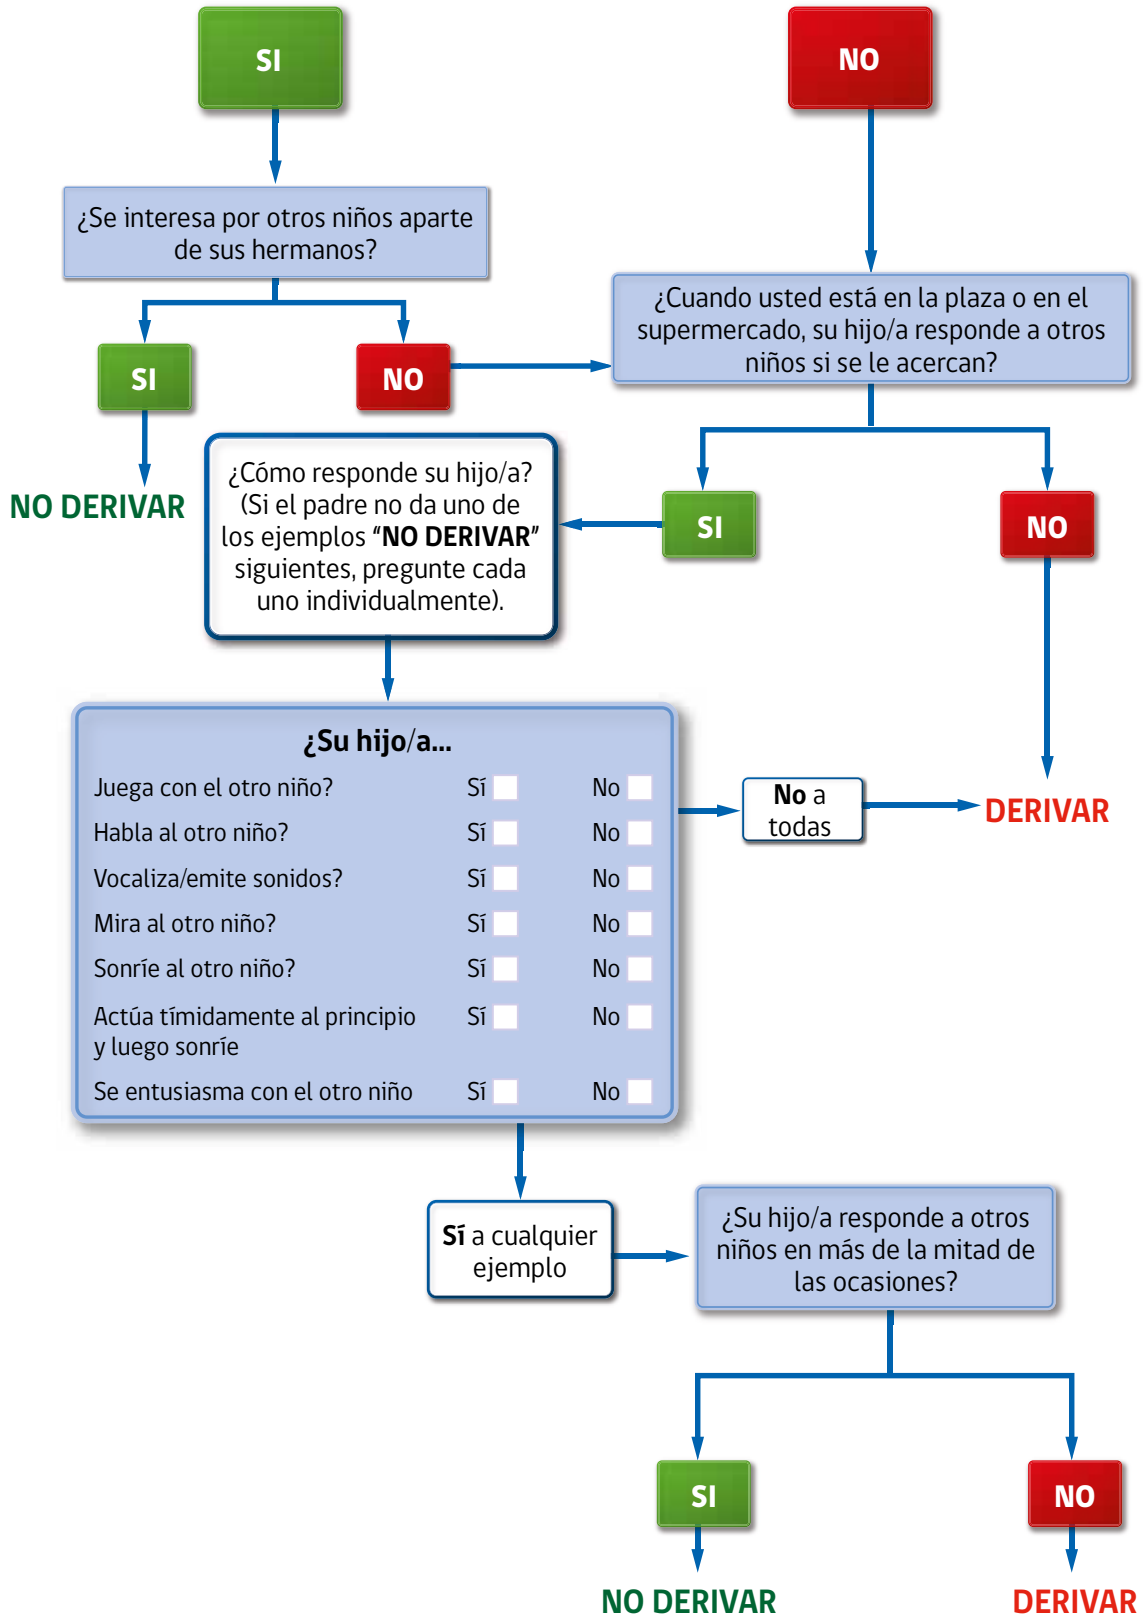 SI
NO
¿Se interesa por otros niños aparte
de sus hermanos?
¿Cuando usted está en la plaza o en el
supermercado, su hijo/a responde a otros
niños si se le acercan?
SI
NO
NO DERIVAR
¿Cómo responde su hijo/a?
(Si el padre no da uno de
los ejemplos “NO DERIVAR”
siguientes, pregunte cada
uno individualmente).
SI
NO
¿Su hijo/a...
Juega con el otro niño? Sí No
Habla al otro niño? Sí No
Vocaliza/emite sonidos? Sí No
Mira al otro niño? Sí No
Sonríe al otro niño? Sí No
Actúa tímidamente al principio Sí No
y luego sonríe
Se entusiasma con el otro niño Sí No
No a
todas
DERIVAR
Sí a cualquier
ejemplo
¿Su hijo/a responde a otros
niños en más de la mitad de
las ocasiones?
SI
NO
NO DERIVAR
DERIVAR